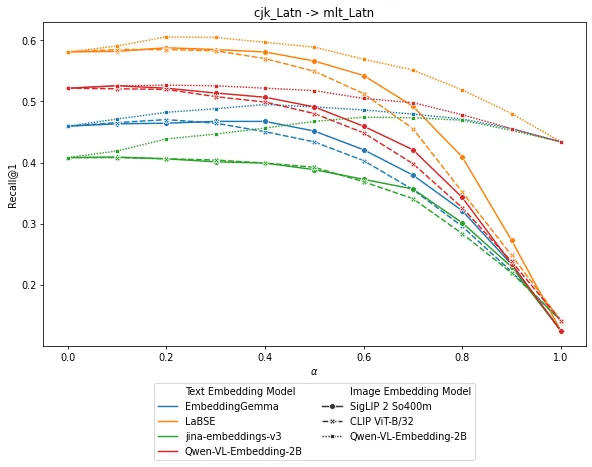 cjk_Latn -> mlt_Latn
0.6
0.5
0.4
0.3
0.2
Recall@1
0.0 0.2 0.4 0.6 0.8 1.0
α
Text Embedding Model Image Embedding Model
EmbeddingGemma SigLIP 2 So400m
LaBSE CLIP ViT-B/32
jina-embeddings-v3 Qwen-VL-Embedding-2B
Qwen-VL-Embedding-2B